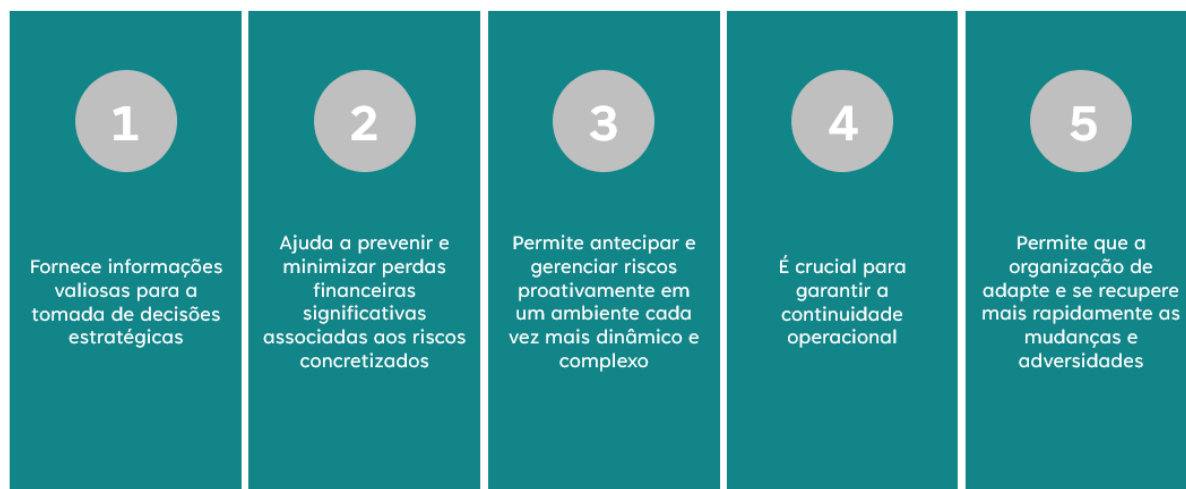 1
Fornece informações
valiosas para a
tomada de decisões
estratégicas
2
Ajuda a prevenir e
minimizar perdas
financeiras
significativas
associadas aos riscos
concretizados
3
Permite antecipar e
gerenciar riscos
proativamente em
um ambiente cada
vez mais dinâmico e
complexo
4
É crucial para
garantir a
continuidade
operacional
5
Permite que a
organização de
adapte e se recupere
mais rapidamente as
mudanças e
adversidades